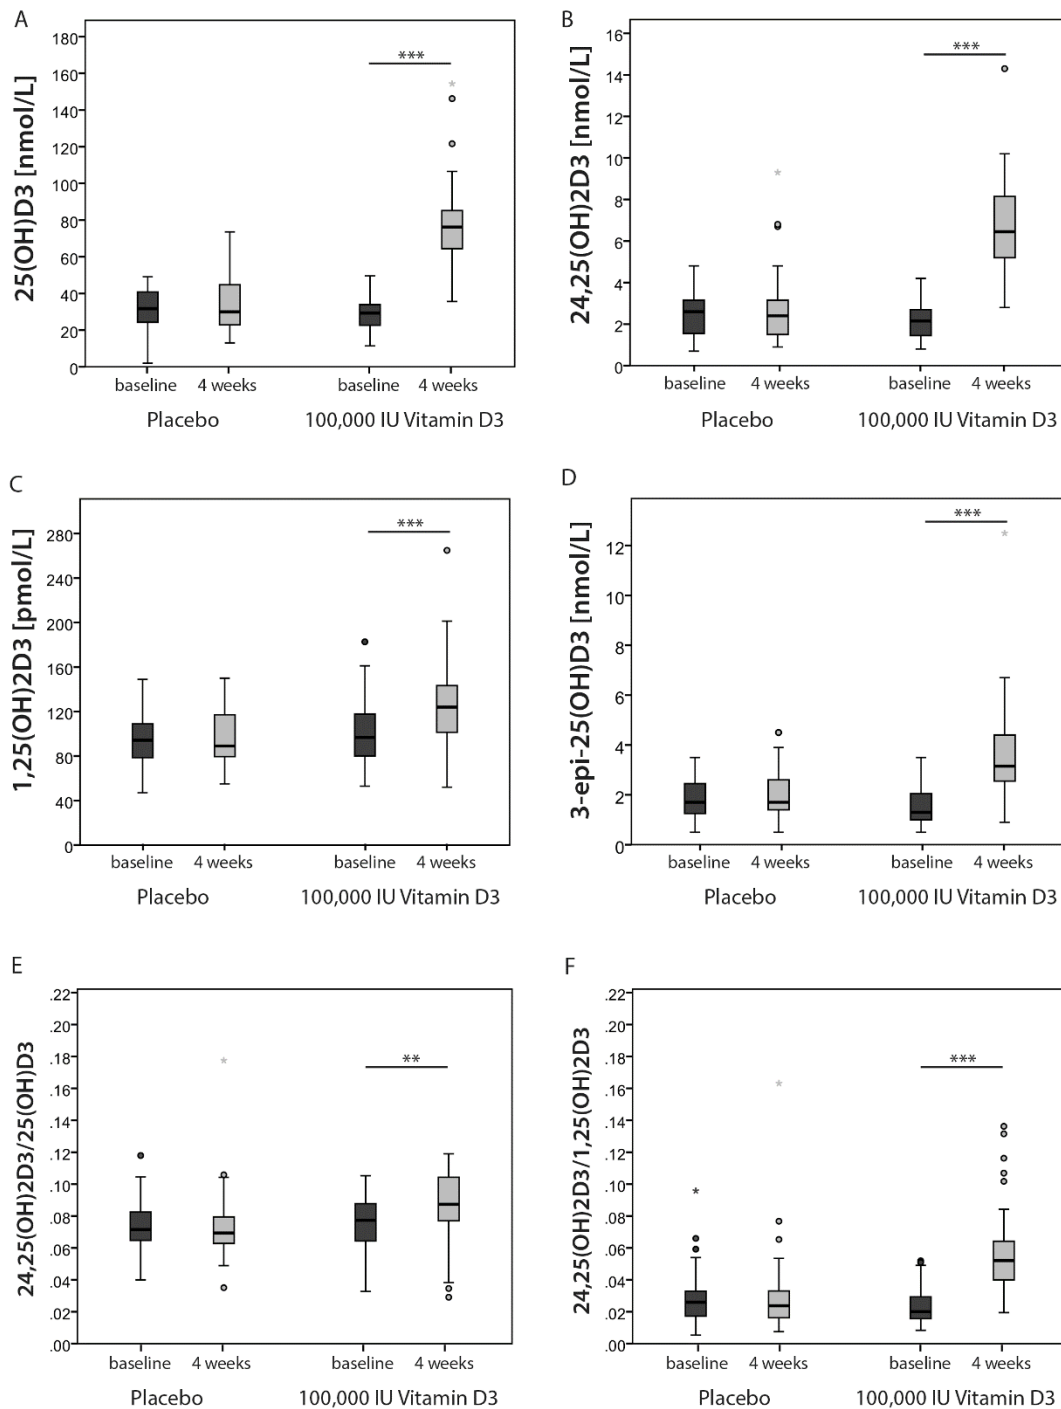 A
25(OH)D3 [nmol/L]
180
160
140
120
100
80
60
40
20
0
***
*
baseline 4 weeks baseline 4 weeks
Placebo 100,000 IU Vitamin D3
B
24,25(OH)2D3 [nmol/L]
16
14
12
10
8
6
4
2
0
***
*
baseline 4 weeks baseline 4 weeks
Placebo 100,000 IU Vitamin D3
C
1,25(OH)2D3 [pmol/L]
280
240
200
160
120
80
40
0
***
baseline 4 weeks baseline 4 weeks
Placebo 100,000 IU Vitamin D3
D
3-epi-25(OH)D3 [nmol/L]
12
10
8
6
4
2
0
***
*
baseline 4 weeks baseline 4 weeks
Placebo 100,000 IU Vitamin D3
E
24,25(OH)2D3/25(OH)D3
.22
.20
.18
.16
.14
.12
.10
.08
.06
.04
.02
.00
**
*
baseline 4 weeks baseline 4 weeks
Placebo 100,000 IU Vitamin D3
F
24,25(OH)2D3/1,25(OH)2D3
.22
.20
.18
.16
.14
.12
.10
.08
.06
.04
.02
.00
***
*
*
baseline 4 weeks baseline 4 weeks
Placebo 100,000 IU Vitamin D3